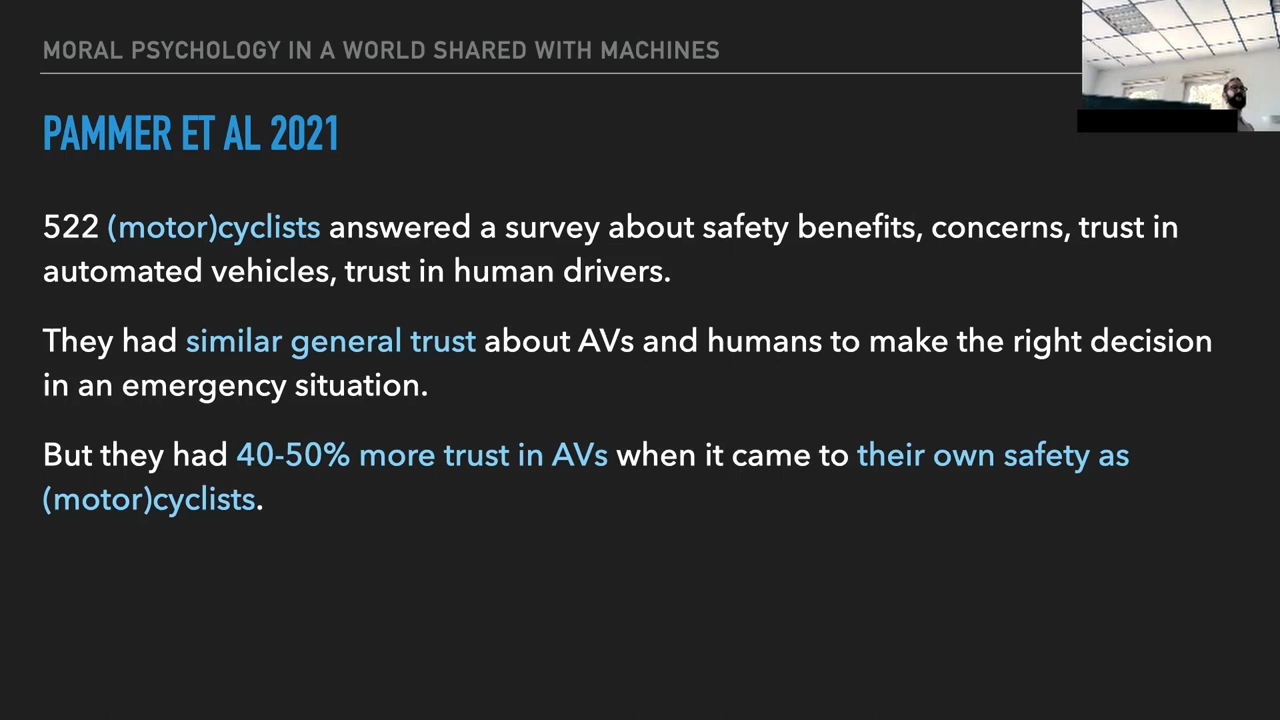 MORAL PSYCHOLOGY IN A WORLD SHARED WITH MACHINES
PAMMER ET AL 2021
522 (motor)cyclists answered a survey about safety benefits, concerns, trust in
automated vehicles, trust in human drivers.
They had similar general trust about AVs and humans to make the right decision
in an emergency situation.
But they had 40-50% more trust in AVs when it came to their own safety as
(motor)cyclists.